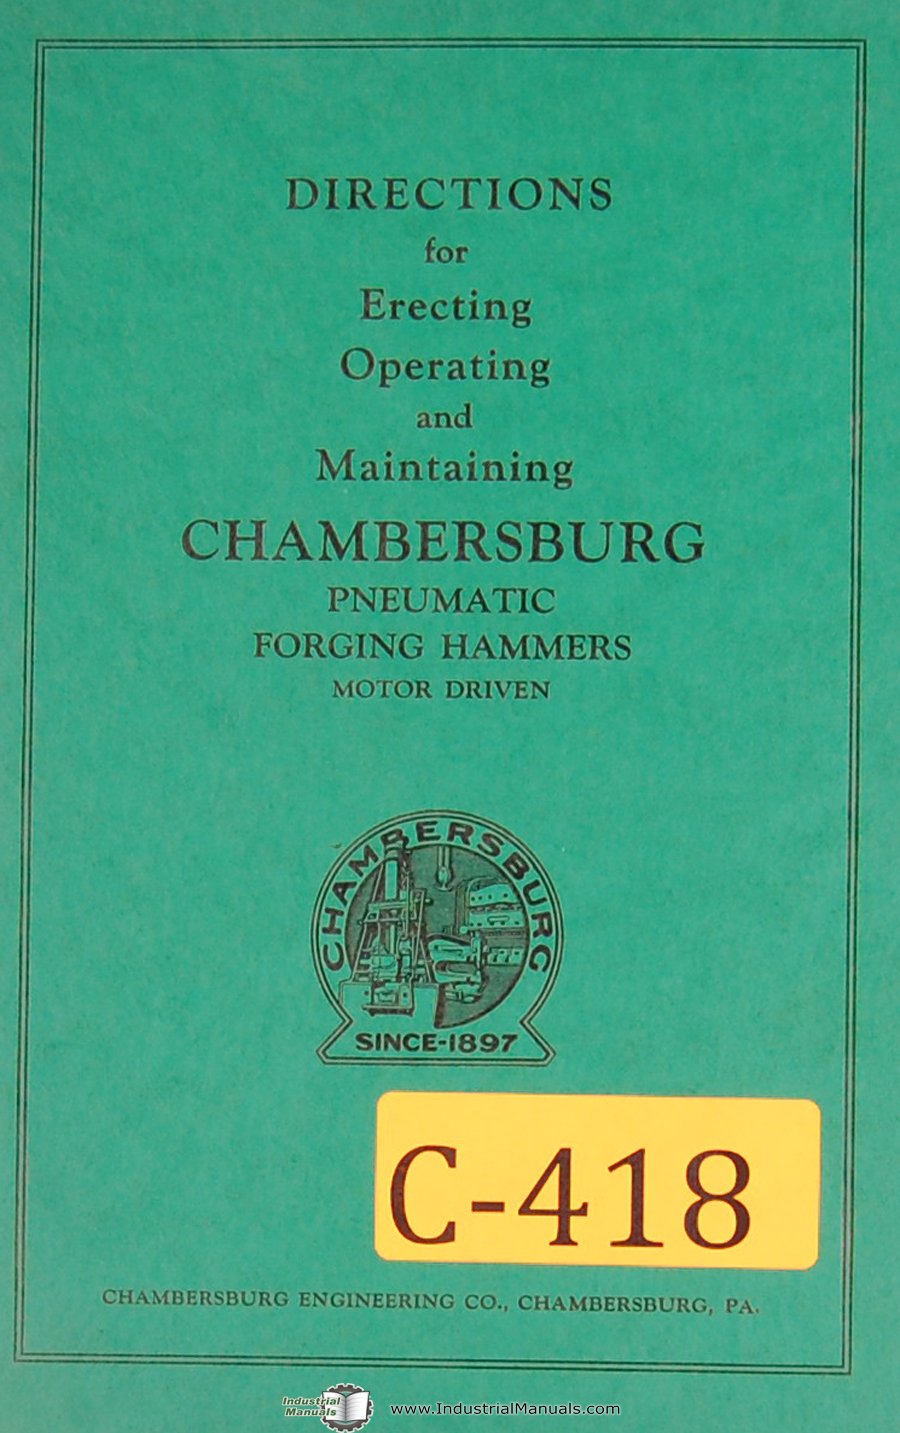 DIRECTIONS
for
Erecting
Operating
and
Maintaining
CHAMBERSBURG
PNEUMATIC
FORGING HAMMERS
MOTOR DRIVEN
CHAMBERSBURG
SINCE-1897
C-418
CHAMBERSBURG ENGINEERING CO., CHAMBERSBURG, PA.
Industrial
Manuals
www.IndustrialManuals.com